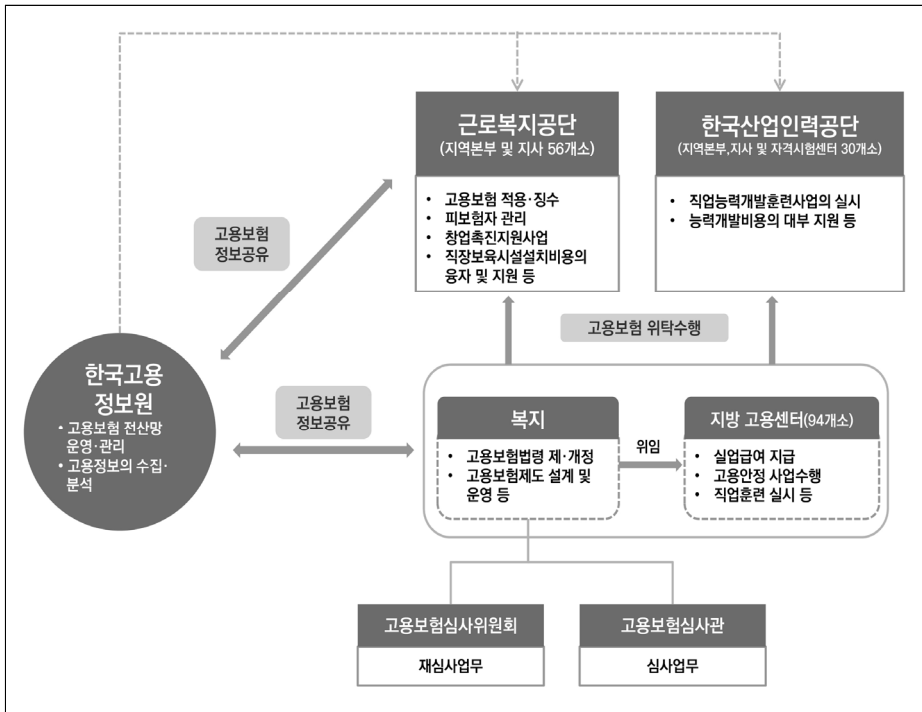 근로복지공단
(지역본부 및 지사 56개소)
• 고용보험 적용·징수
• 피보험자 관리
• 창업촉진지원사업
• 직장보육시설설치비용의
융자 및 지원 등
한국산업인력공단
(지역본부,지사 및 자격시험센터 30개소)
• 직업능력개발훈련사업의 실시
• 능력개발비용의 대부 지원 등
고용보험
정보공유
고용보험 위탁수행
한국고용
정보원
• 고용보험 전산망
운영·관리
• 고용정보의 수집·
분석
고용보험
정보공유
복지
• 고용보험법령 제·개정
• 고용보험제도 설계 및
운영 등
위임
지방 고용센터(94개소)
• 실업급여 지급
• 고용안정 사업수행
• 직업훈련 실시 등
고용보험심사위원회
재심사업무
고용보험심사관
심사업무